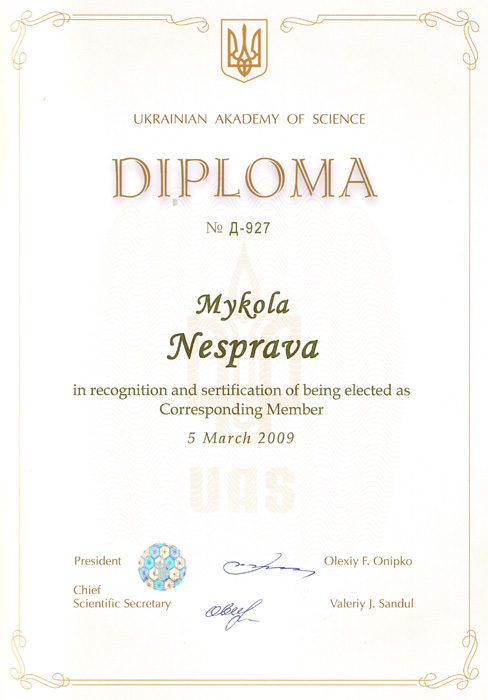 UKRAINIAN AKADEMY OF SCIENCE
DIPLOMA
№ Д-927
Mykola
Nesprava
in recognition and sertification of being elected as
Corresponding Member
5 March 2009
UAS
President
Olexiy F. Onipko
Chief
Scientific Secretary
Valeriy J. Sandul